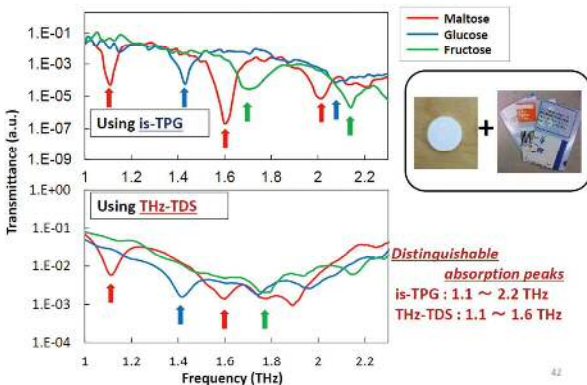 1.E-01
1.E-03
1.E-05
1.E-07
1.E-09
Using is-TPG
1 1.2 1.4 1.6 1.8 2 2.2
Maltose
Glucose
Fructose
+
Transmittance (a.u.)
1.E+00
1.E-01
1.E-02
1.E-03
1.E-04
Using THz-TDS
1 1.2 1.4 1.6 1.8 2 2.2
Frequency (THz)
Distinguishable
absorption peaks
is-TPG : 1.1 ～ 2.2 THz
THz-TDS : 1.1 ～ 1.6 THz
42